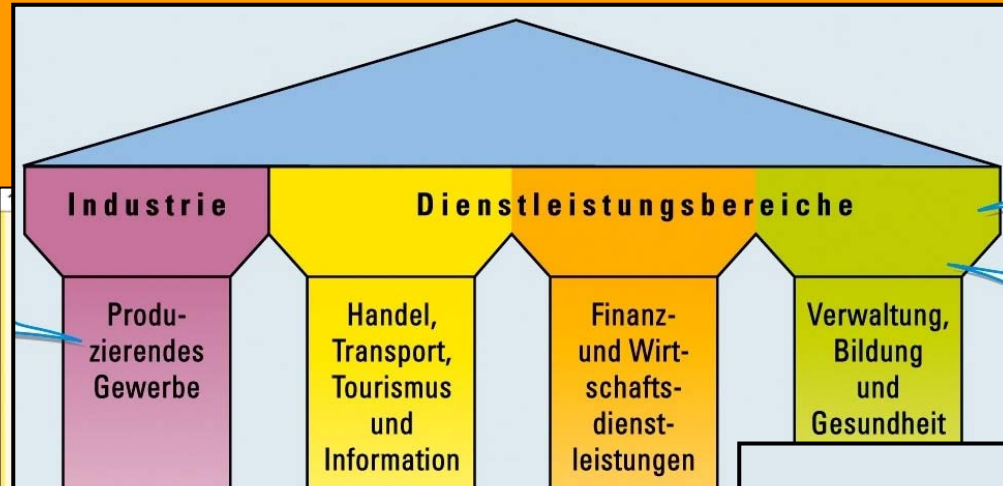 Industrie
Dienstleistungsbereiche
Produ-
zierendes
Gewerbe
Handel,
Transport,
Tourismus
und
Information
Finanz-
und Wirt-
schafts-
dienst-
leistungen
Verwaltung,
Bildung
und
Gesundheit